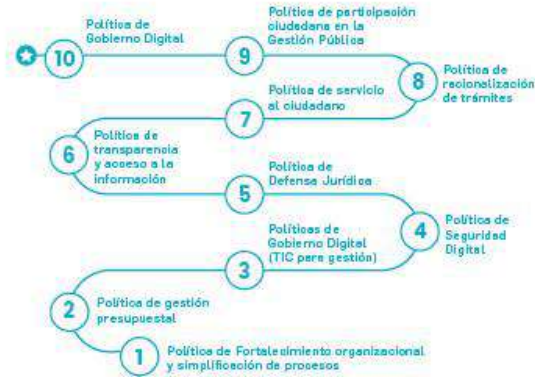 10
Política de
Gobierno Digital
9
Política de participación
ciudadana en la
Gestión Pública
8
Política de
racionalización
de trámites
7
Política de servicio
al ciudadano
6
Política de
transparencia
y acceso a la
información
5
Política de
Defensa Jurídica
4
Política de
Seguridad
Digital
3
Políticas de
Gobierno Digital
(TIC para gestión)
2
Política de gestión
presupuestal
1
Política de Fortalecimiento organizacional
y simplificación de procesos